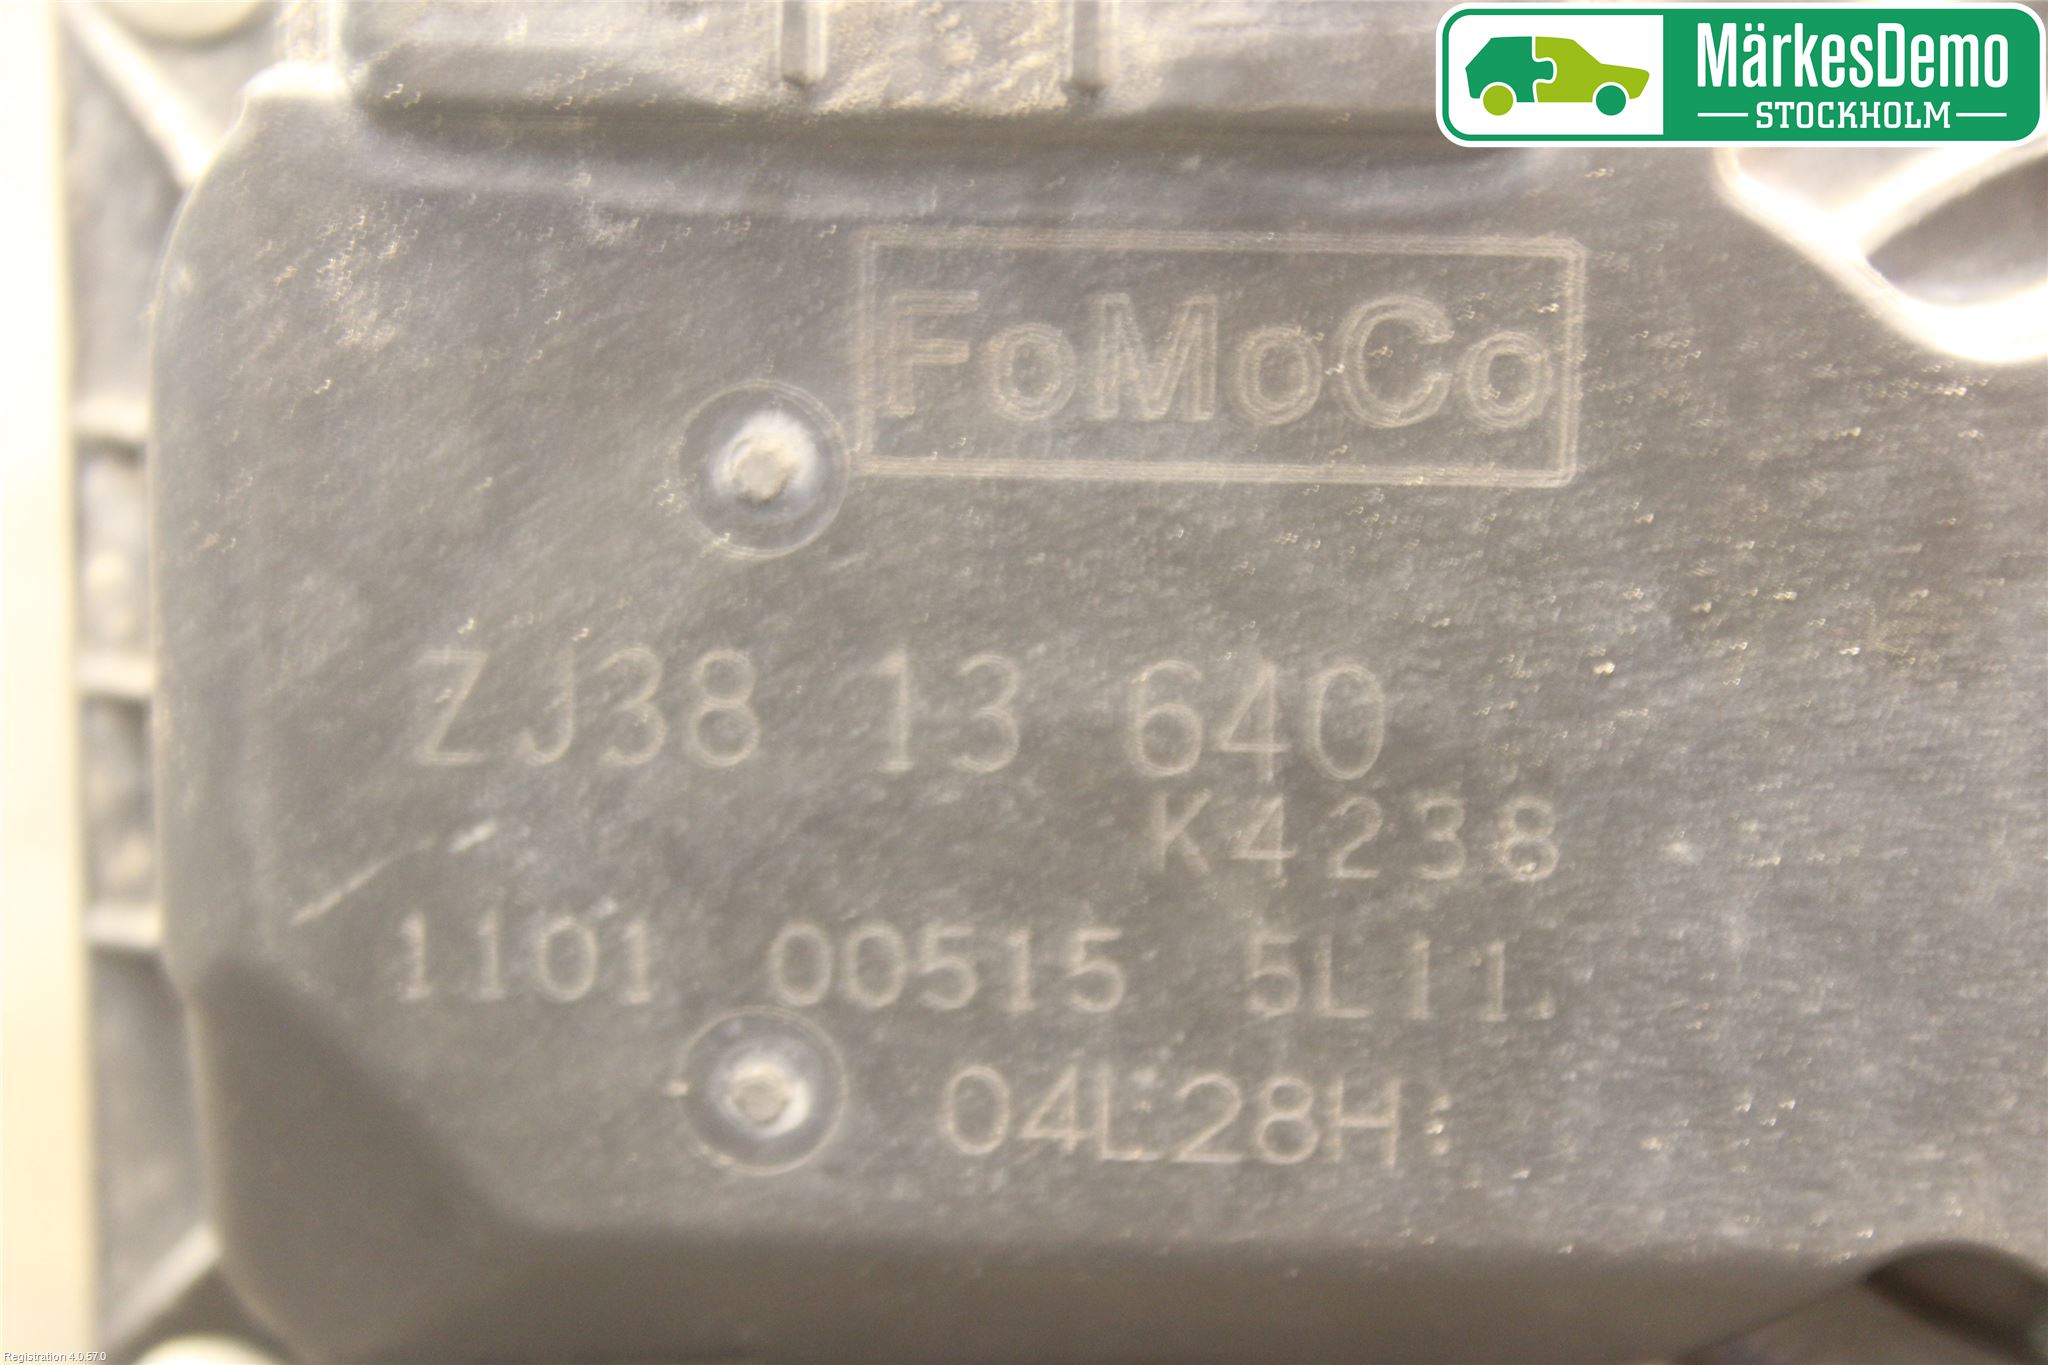 MärkesDemo
STOCKHOLM
FoMoCo
ZJ38 13 640
K4238
1101 00515 5L11.
04L28H:
Registration 4.0.57.0